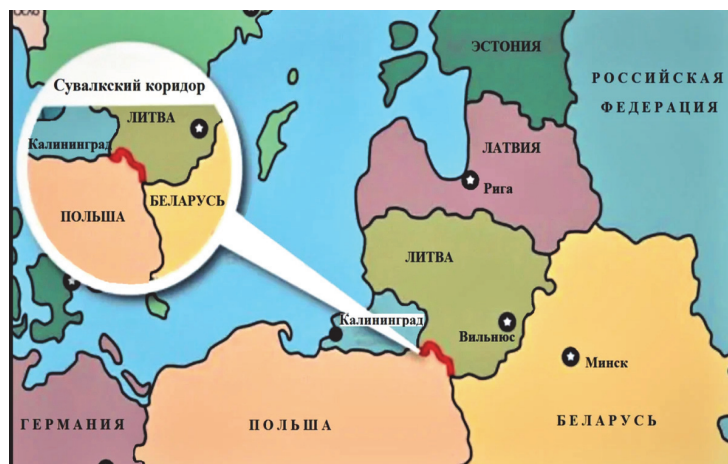 Сувалкский коридор
ЛИТВА
Калининград
ПОЛЬША
БЕЛАРУСЬ
ЭСТОНИЯ
РОССИЙСКАЯ
ФЕДЕРАЦИЯ
ЛАТВИЯ
Рига
ЛИТВА
Калининград
Вильнюс
Минск
ГЕРМАНИЯ
ПОЛЬША
БЕЛАРУСЬ